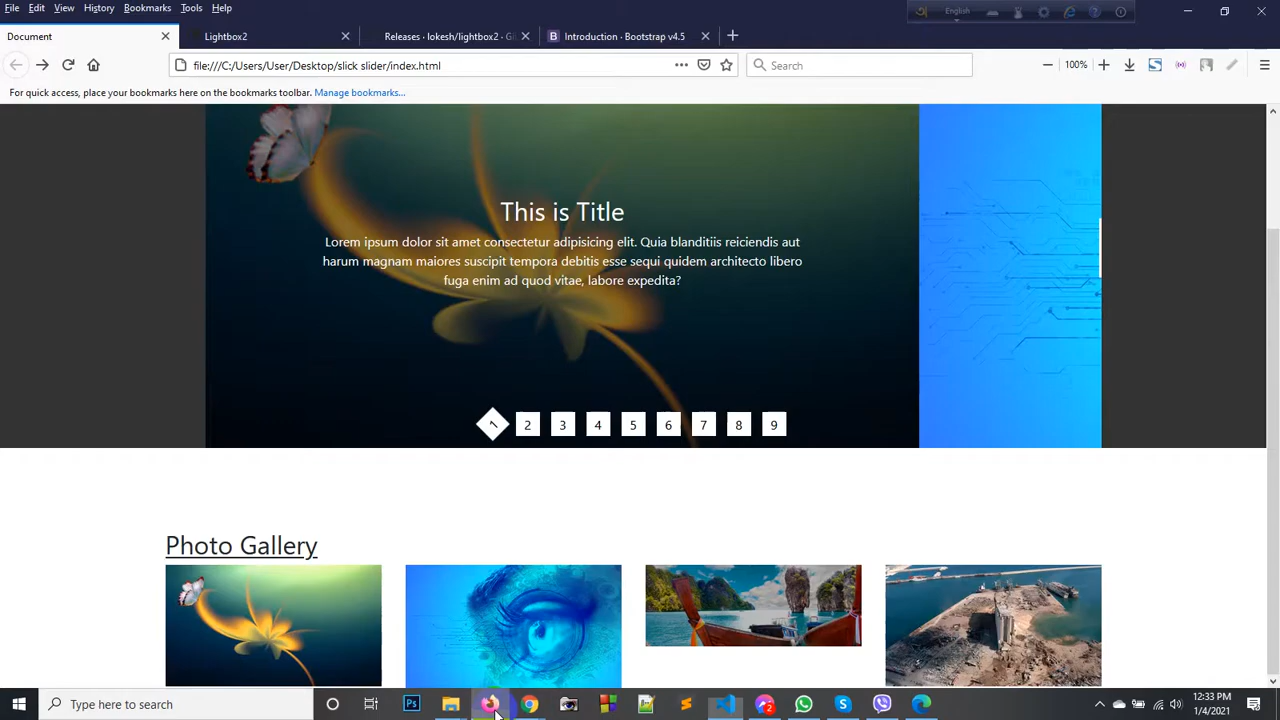 File Edit View History Bookmarks Tools Help
English
Document
Lightbox2
Releases · lokesh/lightbox2 · Gi
B Introduction · Bootstrap v4.5
file:///C:/Users/User/Desktop/slick slider/index.html
Search
100%
For quick access, place your bookmarks here on the bookmarks toolbar. Manage bookmarks...
This is Title
Lorem ipsum dolor sit amet consectetur adipisicing elit. Quia blanditiis reiciendis aut
harum magnam maiores suscipit tempora debitis esse sequi quidem architecto libero
fuga enim ad quod vitae, labore expedita?
1 2 3 4 5 6 7 8 9
Photo Gallery
Type here to search
Ps
2
12:33 PM
1/4/2021